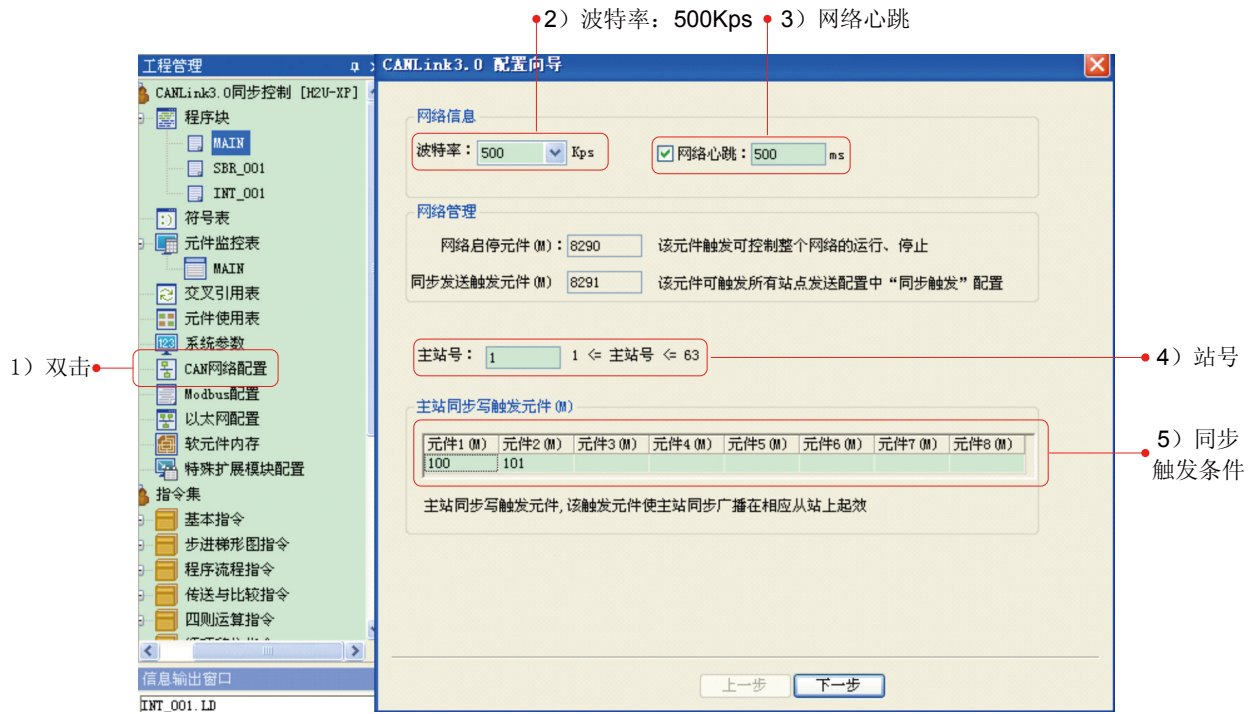 2）波特率：500Kps
3）网络心跳
工程管理
CANLink3.0同步控制 [H2U-XP]
程序块
MAIN
SBR_001
INT_001
符号表
元件监控表
MAIN
交叉引用表
元件使用表
系统参数
1）双击
CAN网络配置
Modbus配置
以太网配置
软元件内存
特殊扩展模块配置
指令集
基本指令
步进梯形图指令
程序流程指令
传送与比较指令
四则运算指令
信息输出窗口
INT_001.LD
CANLink3.0 配置向导
网络信息
波特率：500 Kps
网络心跳：500 ms
网络管理
网络启停元件(M)：8290 该元件触发可控制整个网络的运行、停止
同步发送触发元件(M) 8291 该元件可触发所有站点发送配置中“同步触发”配置
主站号：1 1 <= 主站号 <= 63
4）站号
主站同步写触发元件(M)
元件1(M) 元件2(M) 元件3(M) 元件4(M) 元件5(M) 元件6(M) 元件7(M) 元件8(M)
100 101
5）同步
触发条件
主站同步写触发元件,该触发元件使主站同步广播在相应从站上起效
上一步 下一步